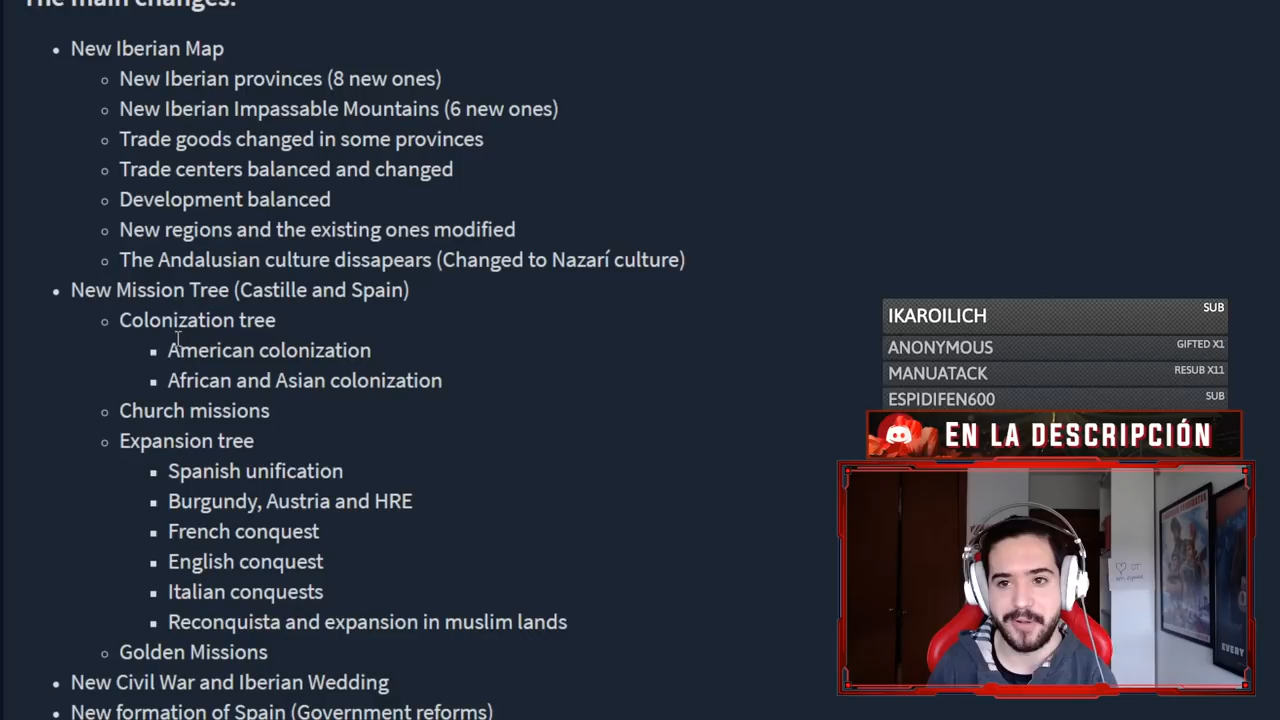 The main changes:
New Iberian Map
New Iberian provinces (8 new ones)
New Iberian Impassable Mountains (6 new ones)
Trade goods changed in some provinces
Trade centers balanced and changed
Development balanced
New regions and the existing ones modified
The Andalusian culture dissapears (Changed to Nazarí culture)
New Mission Tree (Castille and Spain)
Colonization tree
American colonization
African and Asian colonization
Church missions
Expansion tree
Spanish unification
Burgundy, Austria and HRE
French conquest
English conquest
Italian conquests
Reconquista and expansion in muslim lands
Golden Missions
New Civil War and Iberian Wedding
New formation of Spain (Government reforms)
IKAROILICH SUB
ANONYMOUS GIFTED X1
MANUATACK RESUB X11
ESPIDIFEN600 SUB
EN LA DESCRIPCIÓN
EVERY